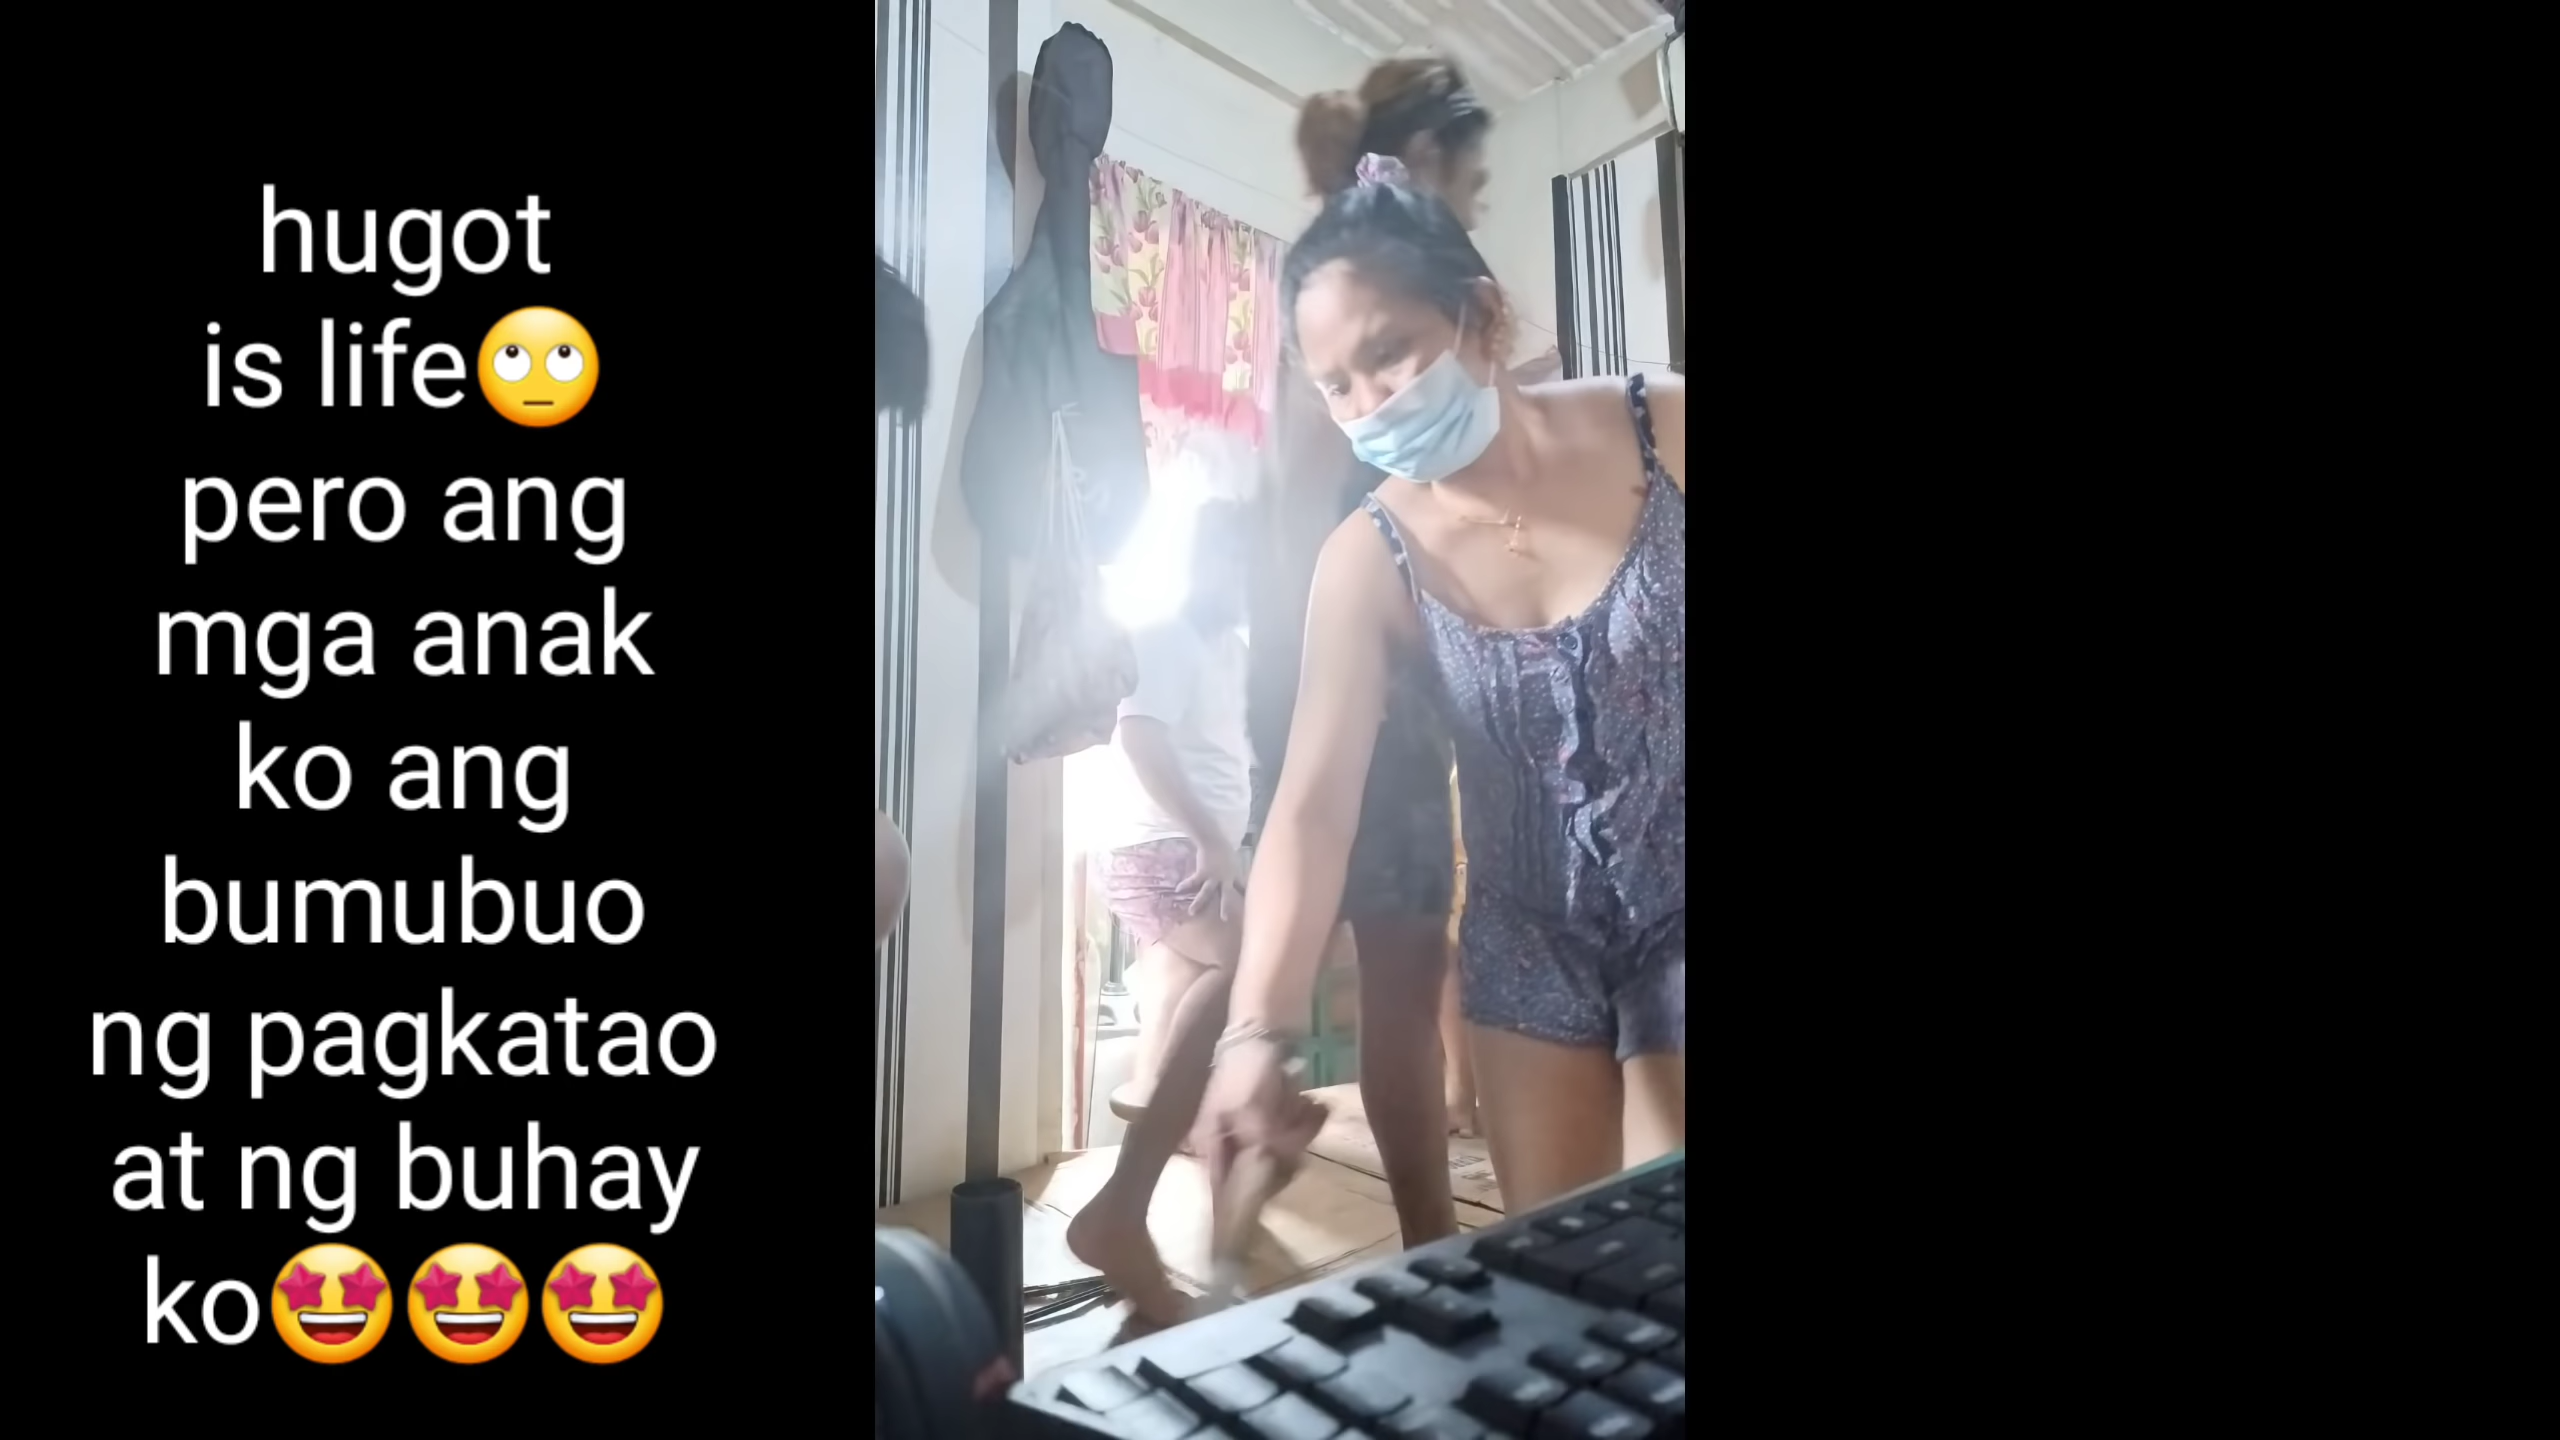 hugot
is life🙄
pero ang
mga anak
ko ang
bumubuo
ng pagkatao
at ng buhay
ko🤩🤩🤩